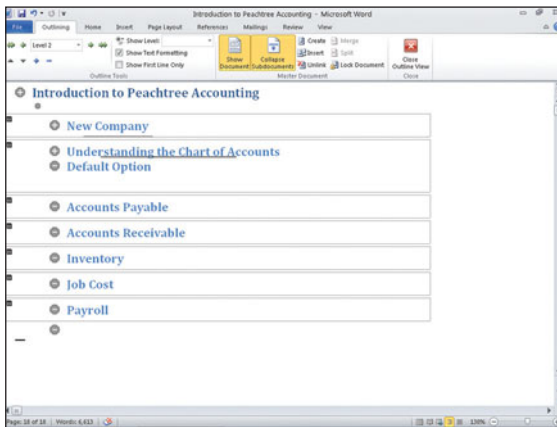 Introduction to Peachtree Accounting - Microsoft Word
File Outlining Home Insert Page Layout References Mailings Review View
Level 2
Show Level:
Show Text Formatting
Show First Line Only
Outline Tools
Show Document
Collapse Subdocuments
Create Merge
Insert Split
Unlink Lock Document
Master Document
Close Outline View
Close
Introduction to Peachtree Accounting
New Company
Understanding the Chart of Accounts
Default Option
Accounts Payable
Accounts Receivable
Inventory
Job Cost
Payroll
Page: 18 of 18 Words: 6,613 130%